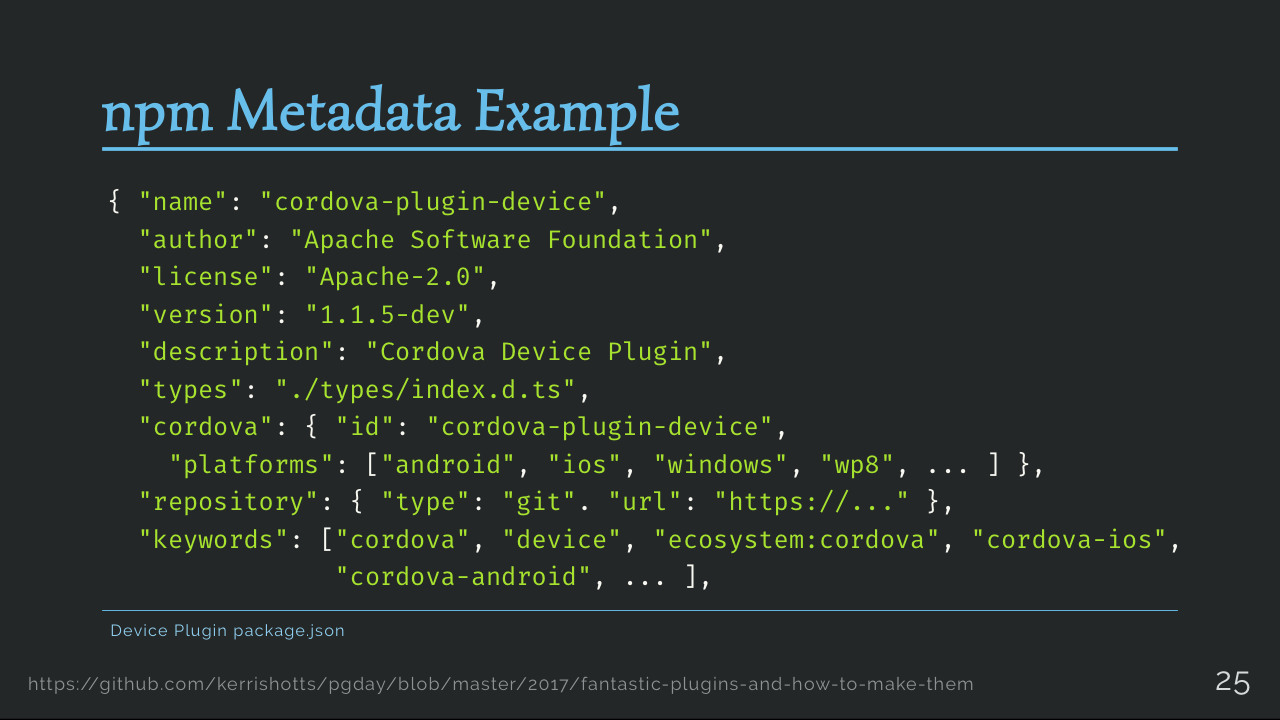 npm Metadata Example
{ "name": "cordova-plugin-device",
"author": "Apache Software Foundation",
"license": "Apache-2.0",
"version": "1.1.5-dev",
"description": "Cordova Device Plugin",
"types": "./types/index.d.ts",
"cordova": { "id": "cordova-plugin-device",
"platforms": ["android", "ios", "windows", "wp8", ... ] },
"repository": { "type": "git". "url": "https://..." },
"keywords": ["cordova", "device", "ecosystem:cordova", "cordova-ios",
"cordova-android", ... ],
Device Plugin package.json
https://github.com/kerrishotts/pgday/blob/master/2017/fantastic-plugins-and-how-to-make-them
25